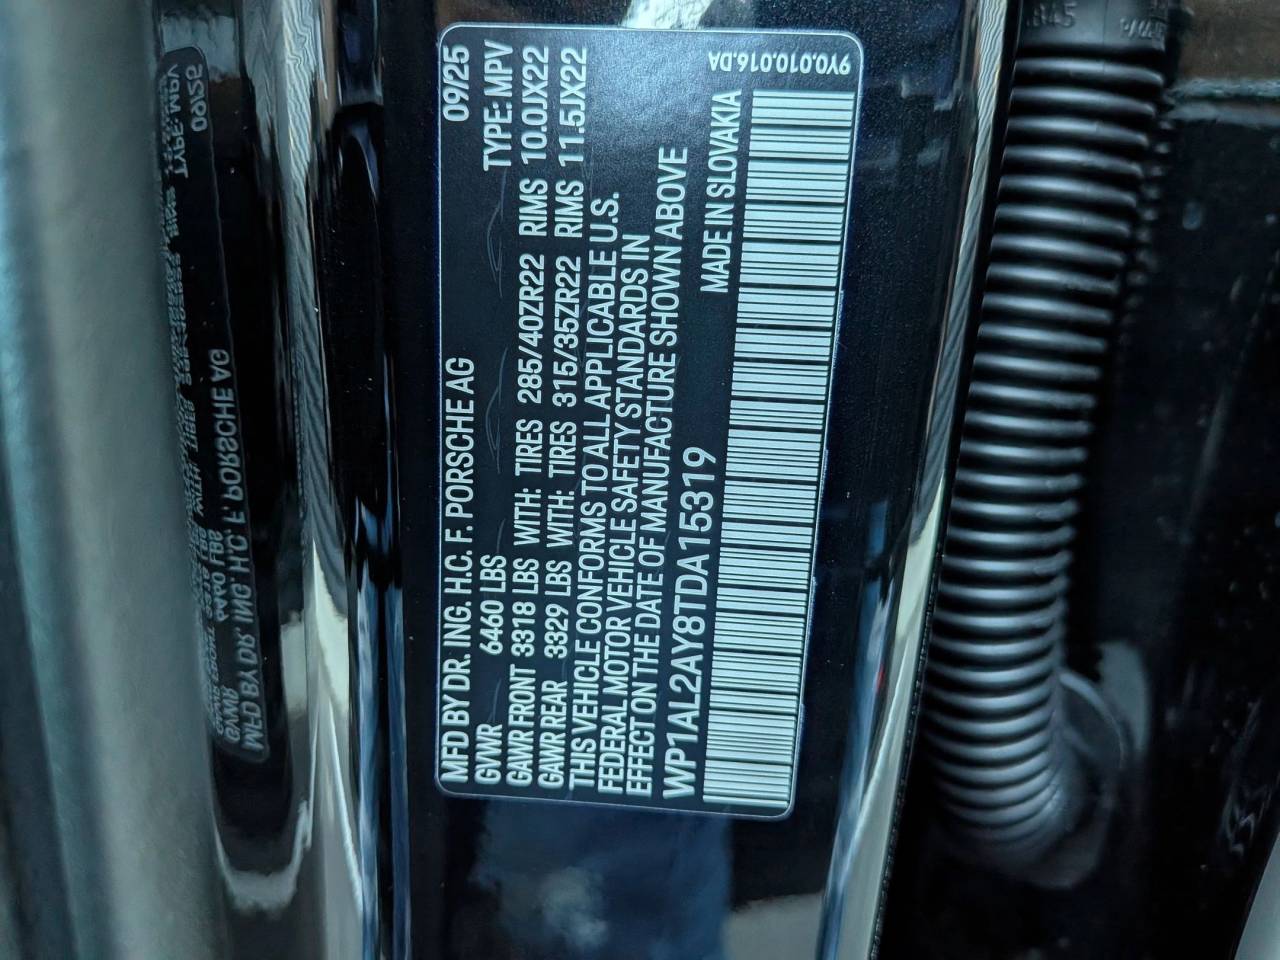 MFD BY DR. ING. H.C. F. PORSCHE AG 09/25
GVWR 6460 LBS TYPE: MPV
GAWR FRONT 3318 LBS WITH: TIRES 285/40ZR22 RIMS 10.0JX22
GAWR REAR 3329 LBS WITH: TIRES 315/35ZR22 RIMS 11.5JX22
THIS VEHICLE CONFORMS TO ALL APPLICABLE U.S.
FEDERAL MOTOR VEHICLE SAFETY STANDARDS IN
EFFECT ON THE DATE OF MANUFACTURE SHOWN ABOVE
WP1AL2AY8TDA15319
MADE IN SLOVAKIA
9Y0.010.016.DA